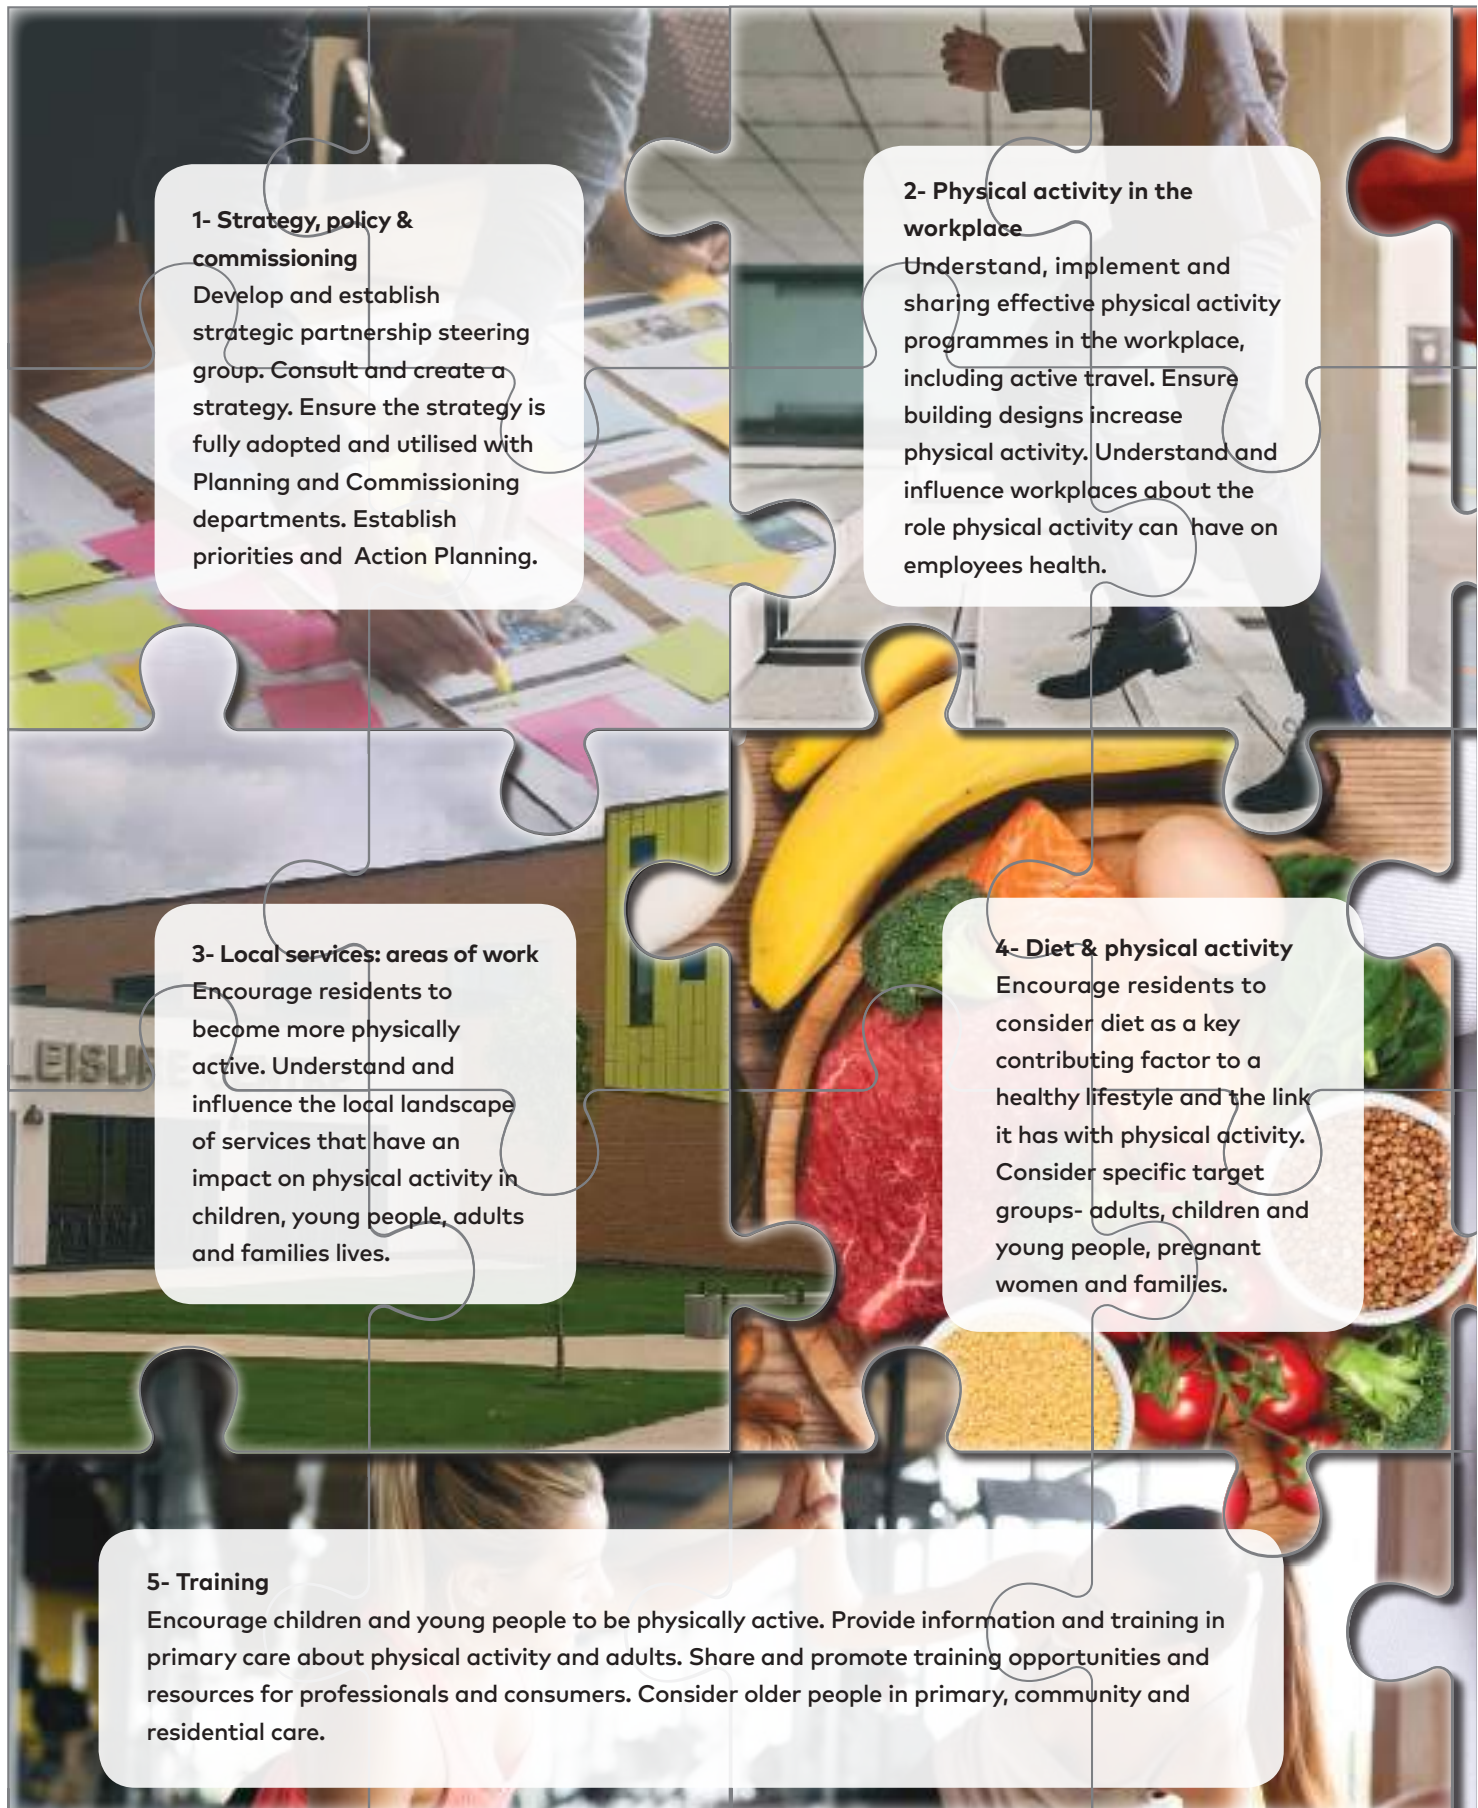 1- Strategy, policy &
commissioning
Develop and establish
strategic partnership steering
group. Consult and create a
strategy. Ensure the strategy is
fully adopted and utilised with
Planning and Commissioning
departments. Establish
priorities and  Action Planning.
2- Physical activity in the
workplace
Understand, implement and
sharing effective physical activity
programmes in the workplace,
including active travel. Ensure
building designs increase
physical activity. Understand and
influence workplaces about the
role physical activity can  have on
employees health.
3- Local services: areas of work
Encourage residents to
become more physically
active. Understand and
influence the local landscape
of services that have an
impact on physical activity in
children, young people, adults
and families lives.
LEISUR
4- Diet & physical activity
Encourage residents to
consider diet as a key
contributing factor to a
healthy lifestyle and the link
it has with physical activity.
Consider specific target
groups- adults, children and
young people, pregnant
women and families.
5- Training
Encourage children and young people to be physically active. Provide information and training in
primary care about physical activity and adults. Share and promote training opportunities and
resources for professionals and consumers. Consider older people in primary, community and
residential care.